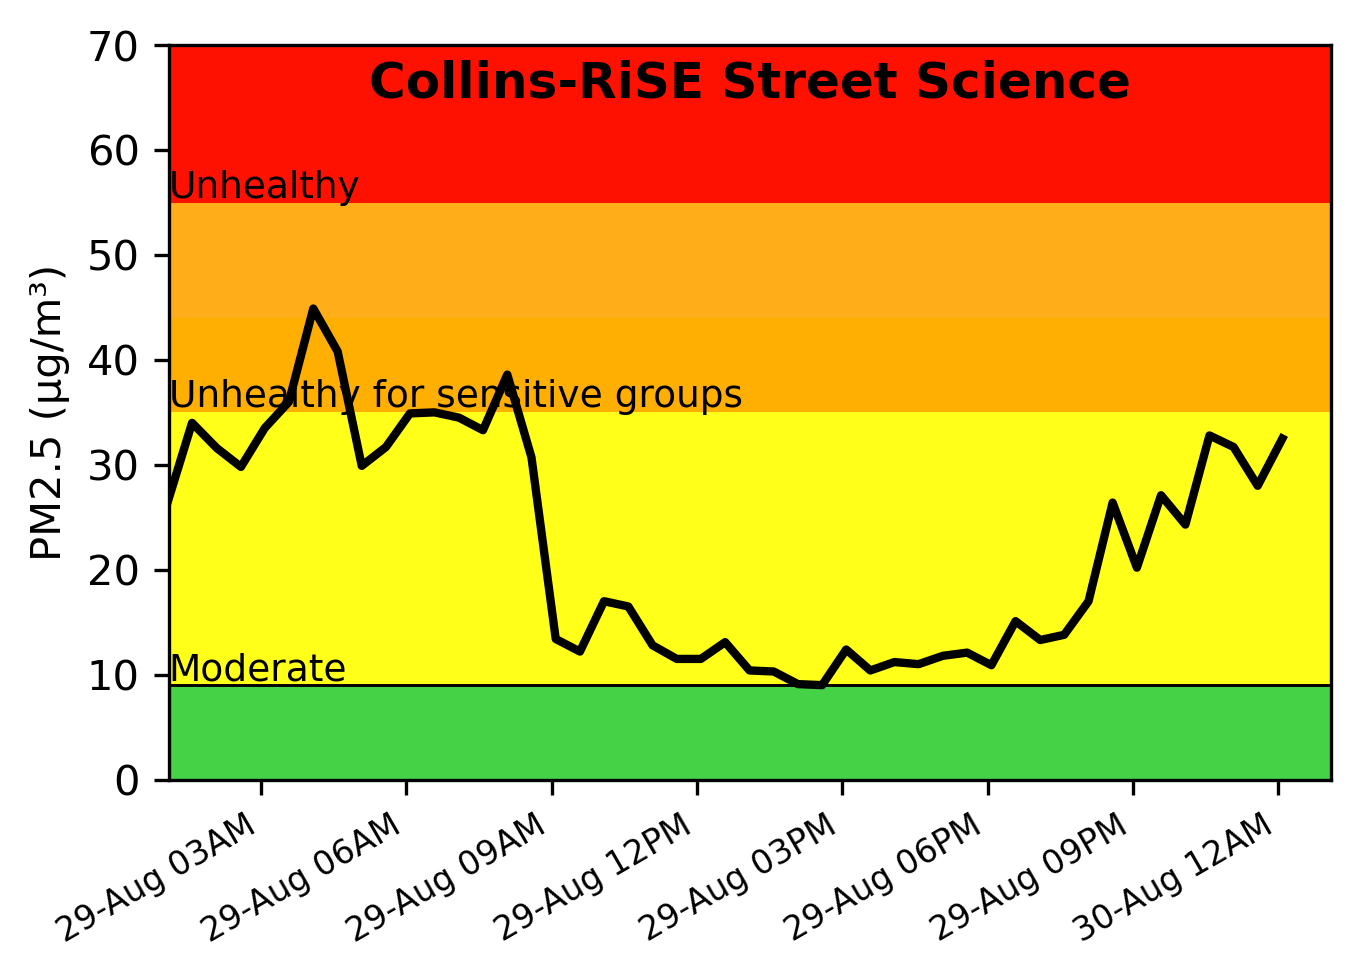 Collins-RiSE Street Science
70
60
50
40
30
20
10
0
PM2.5 (µg/m³)
Unhealthy
Unhealthy for sensitive groups
Moderate
29-Aug 03AM
29-Aug 06AM
29-Aug 09AM
29-Aug 12PM
29-Aug 03PM
29-Aug 06PM
29-Aug 09PM
30-Aug 12AM